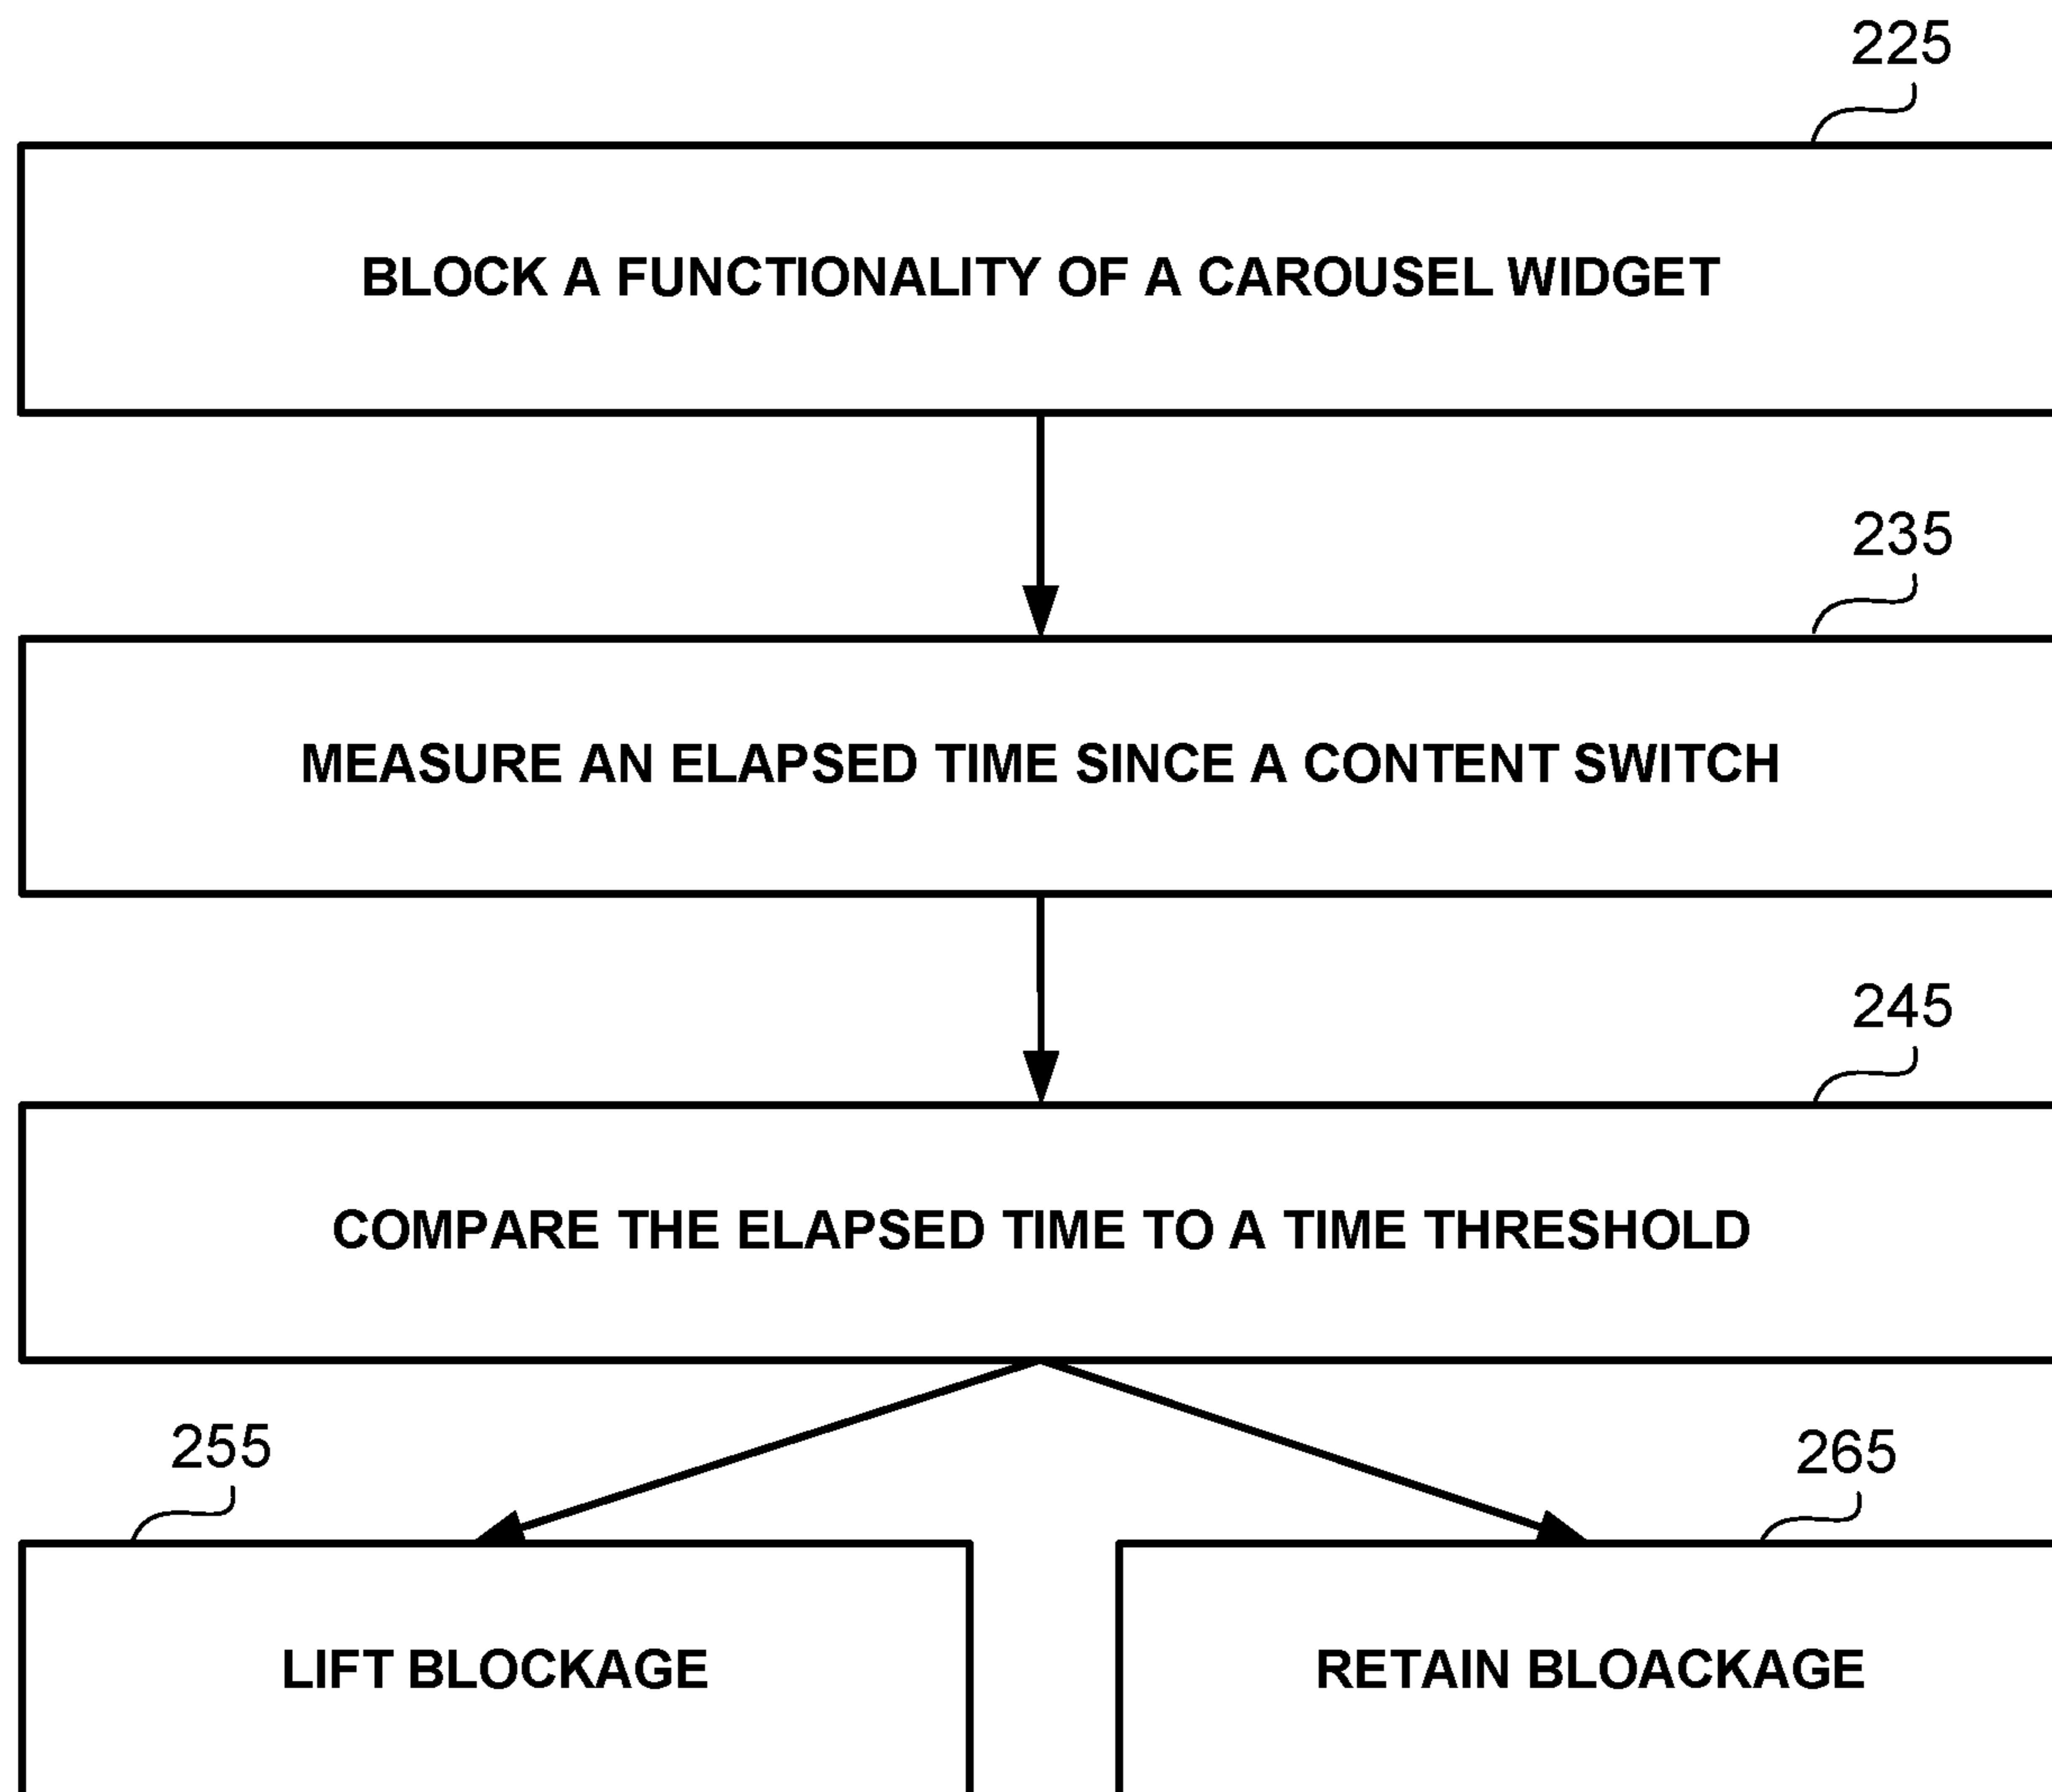 225
BLOCK A FUNCTIONALITY OF A CAROUSEL WIDGET
235
MEASURE AN ELAPSED TIME SINCE A CONTENT SWITCH
245
COMPARE THE ELAPSED TIME TO A TIME THRESHOLD
255
265
LIFT BLOCKAGE
RETAIN BLOACKAGE